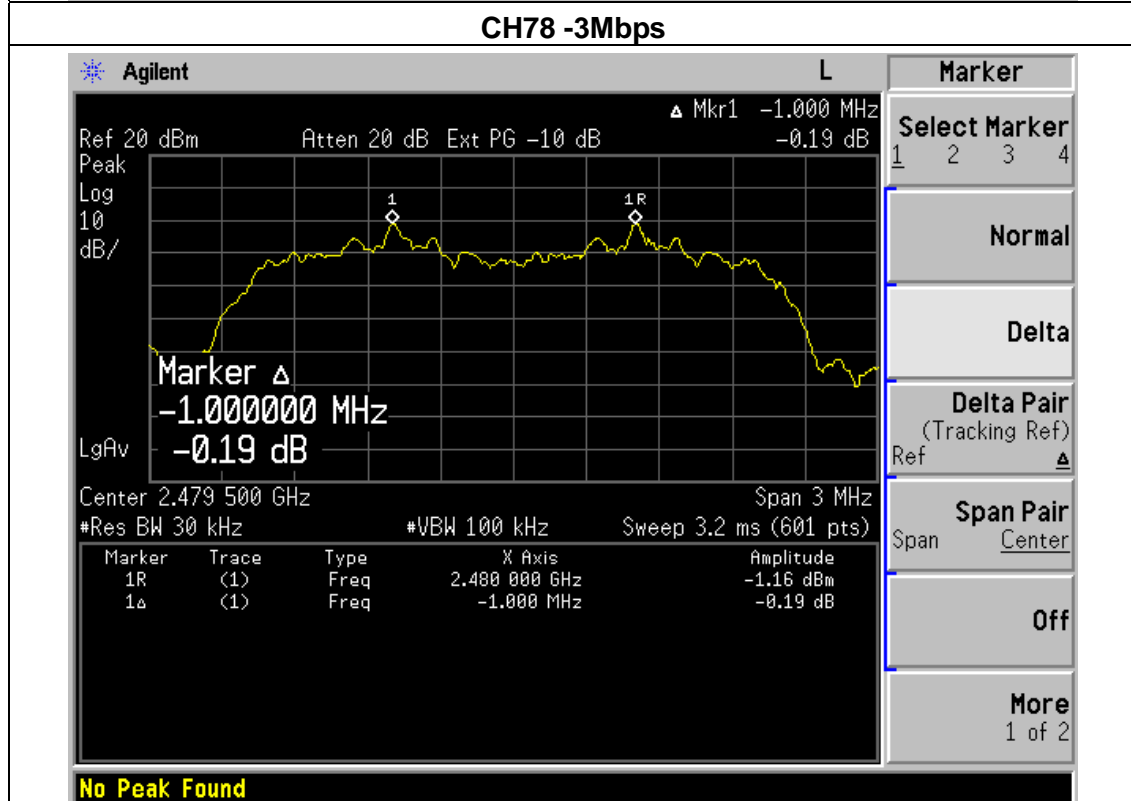 CH78 -3Mbps
Agilent L
Δ Mkr1 -1.000 MHz
Ref 20 dBm Atten 20 dB Ext PG -10 dB -0.19 dB
Peak
Log
10
dB/
1
1R
Marker Δ
-1.000000 MHz
-0.19 dB
LgAv
Center 2.479 500 GHz Span 3 MHz
#Res BW 30 kHz #VBW 100 kHz Sweep 3.2 ms (601 pts)
Marker Trace Type X Axis Amplitude
1R (1) Freq 2.480 000 GHz -1.16 dBm
1Δ (1) Freq -1.000 MHz -0.19 dB
No Peak Found
Marker
Select Marker
1 2 3 4
Normal
Delta
Delta Pair
(Tracking Ref)
Ref Δ
Span Pair
Span Center
Off
More
1 of 2